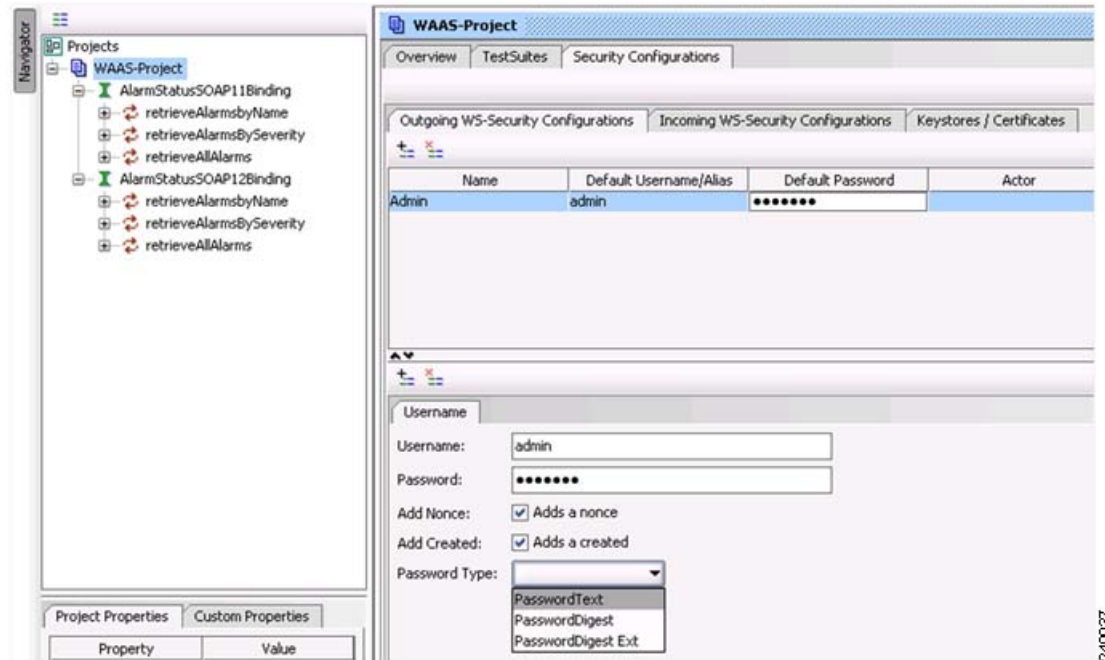 Navigator
Projects
WAAS-Project
AlarmStatusSOAP11Binding
retrieveAlarmsbyName
retrieveAlarmsBySeverity
retrieveAllAlarms
AlarmStatusSOAP12Binding
retrieveAlarmsbyName
retrieveAlarmsBySeverity
retrieveAllAlarms
Project Properties Custom Properties
Property Value
WAAS-Project
Overview TestSuites Security Configurations
Outgoing WS-Security Configurations Incoming WS-Security Configurations Keystores / Certificates
Name Default Username/Alias Default Password Actor
Admin admin •••••••
Username
Username: admin
Password: •••••••
Add Nonce: Adds a nonce
Add Created: Adds a created
Password Type:
PasswordText
PasswordDigest
PasswordDigest Ext